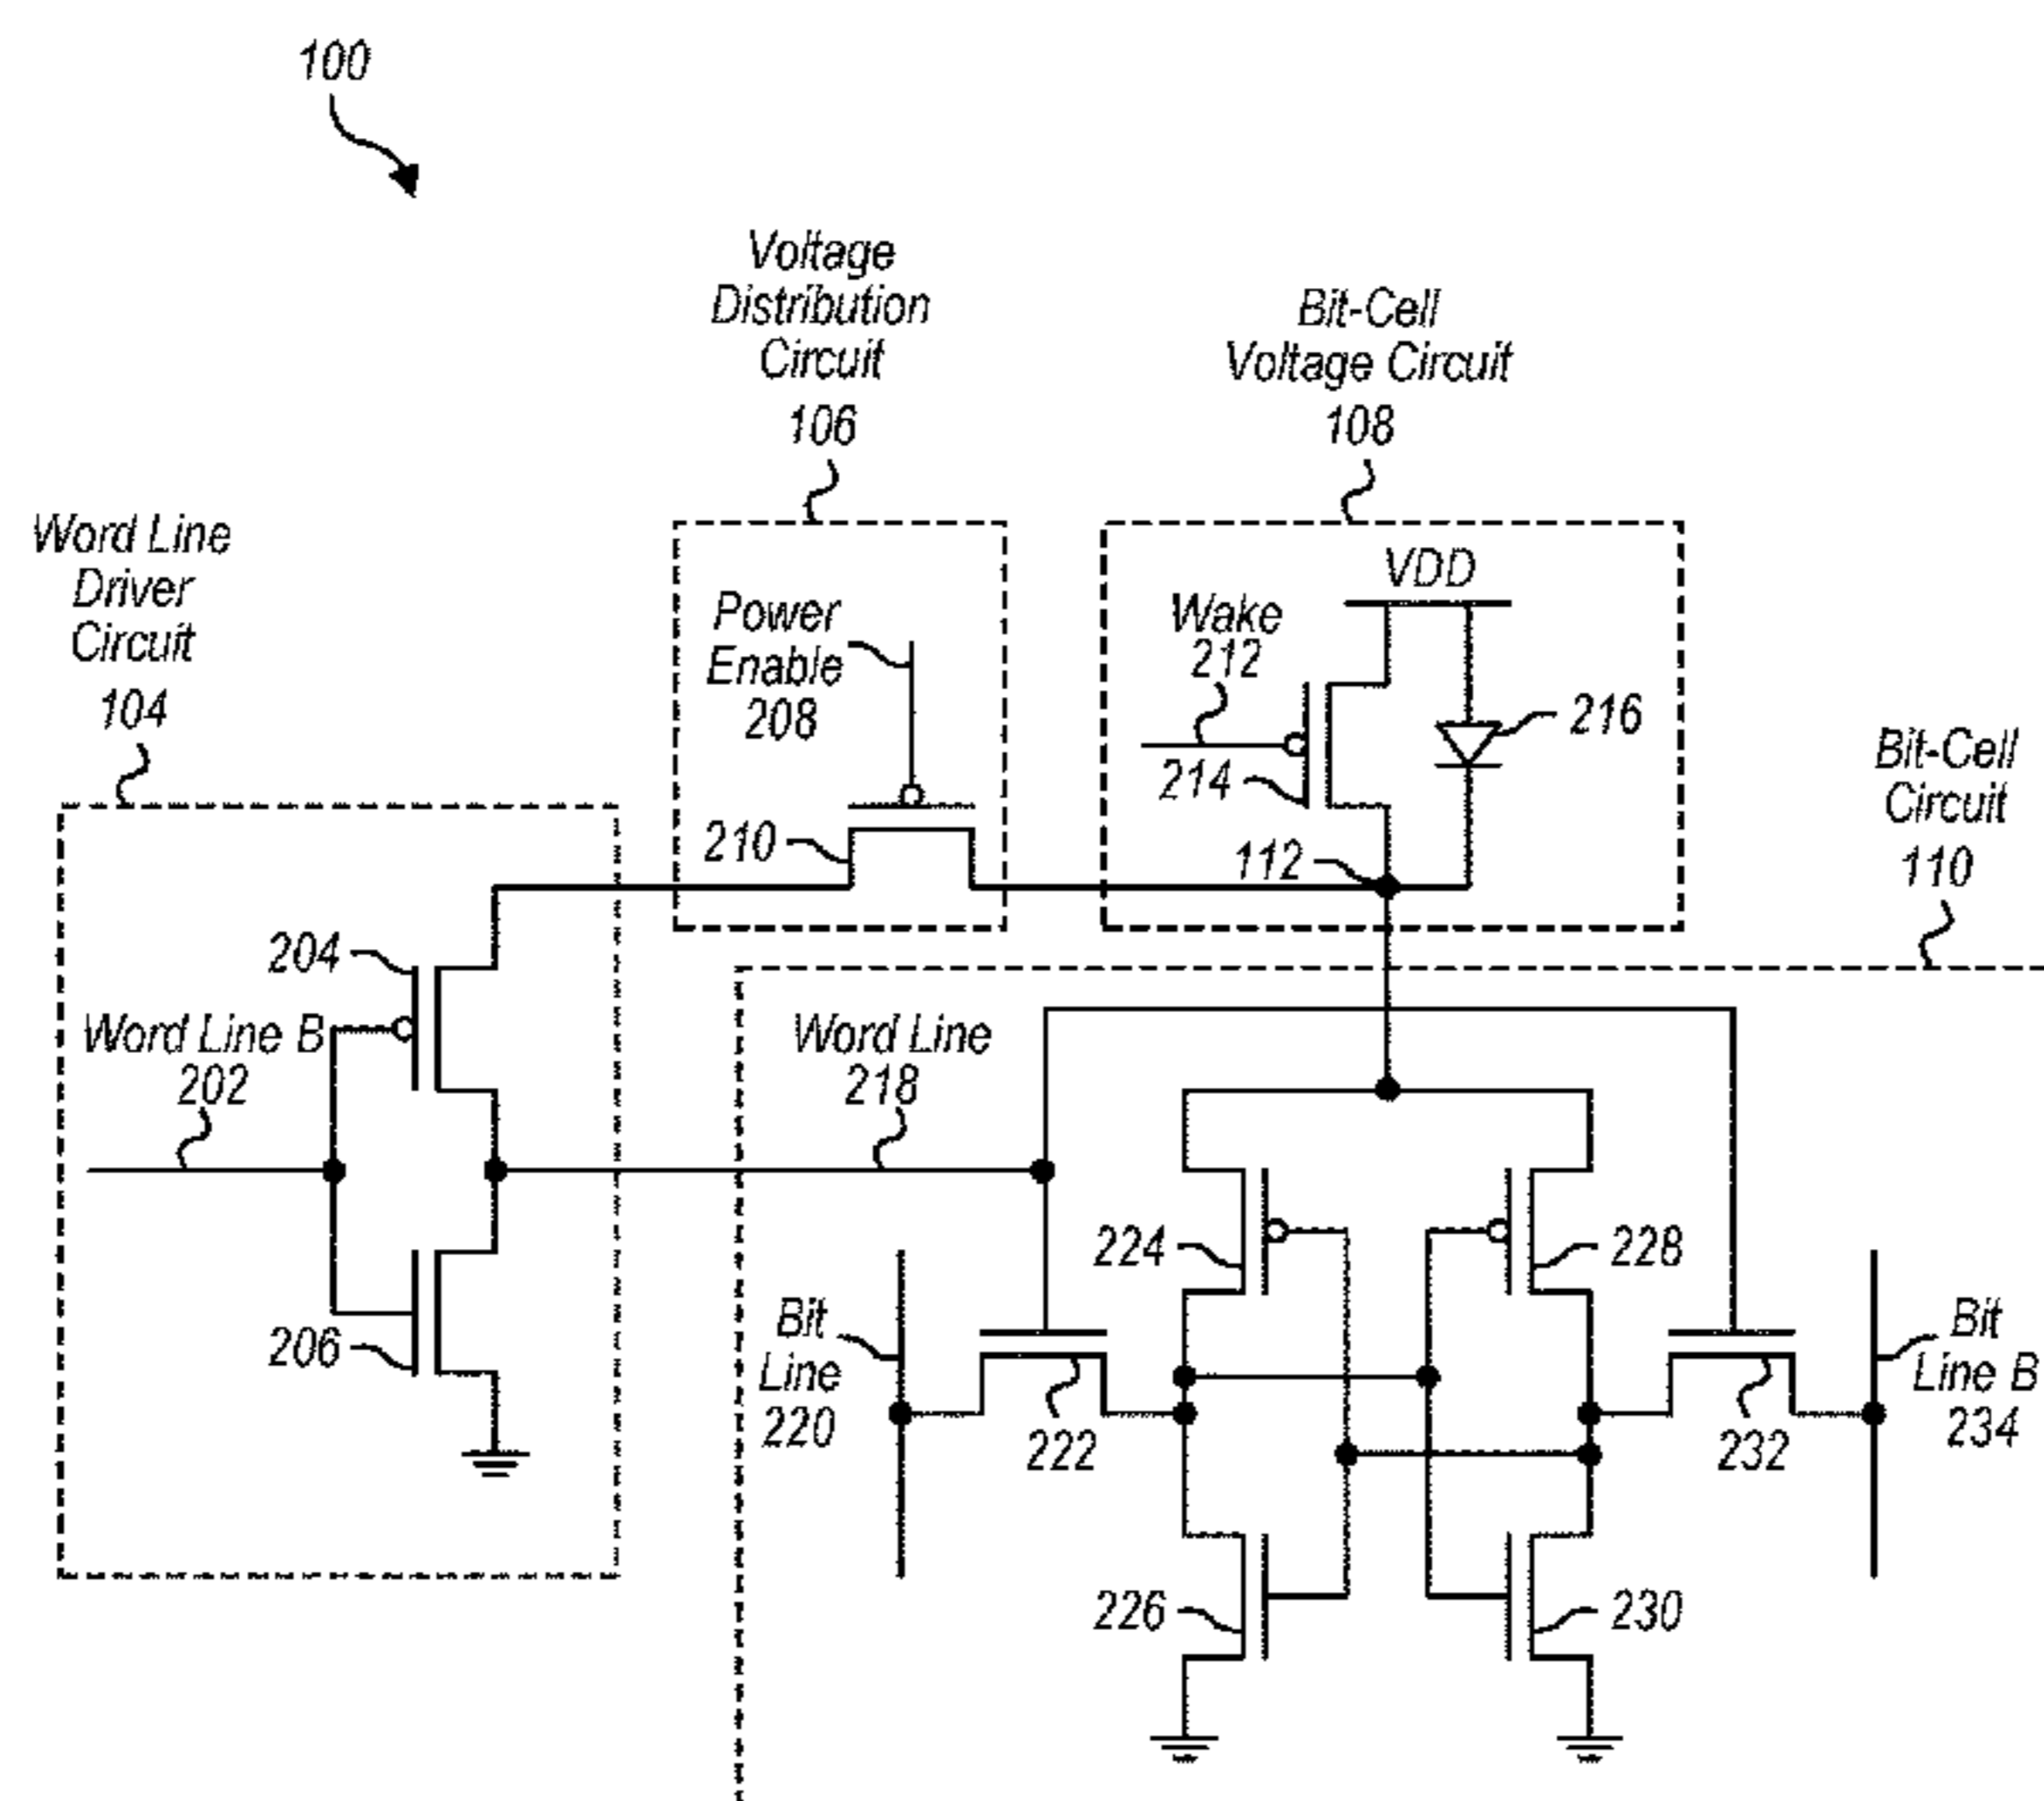 100
Voltage
Distribution
Circuit
106
Bit-Cell
Voltage Circuit
108
Word Line
Driver
Circuit
104
Power
Enable
208
VDD
Wake
212
214
216
Bit-Cell
Circuit
110
210
112
204
Word Line B
202
Word Line
218
206
224
228
Bit
Line
220
222
232
Bit
Line B
234
226
230